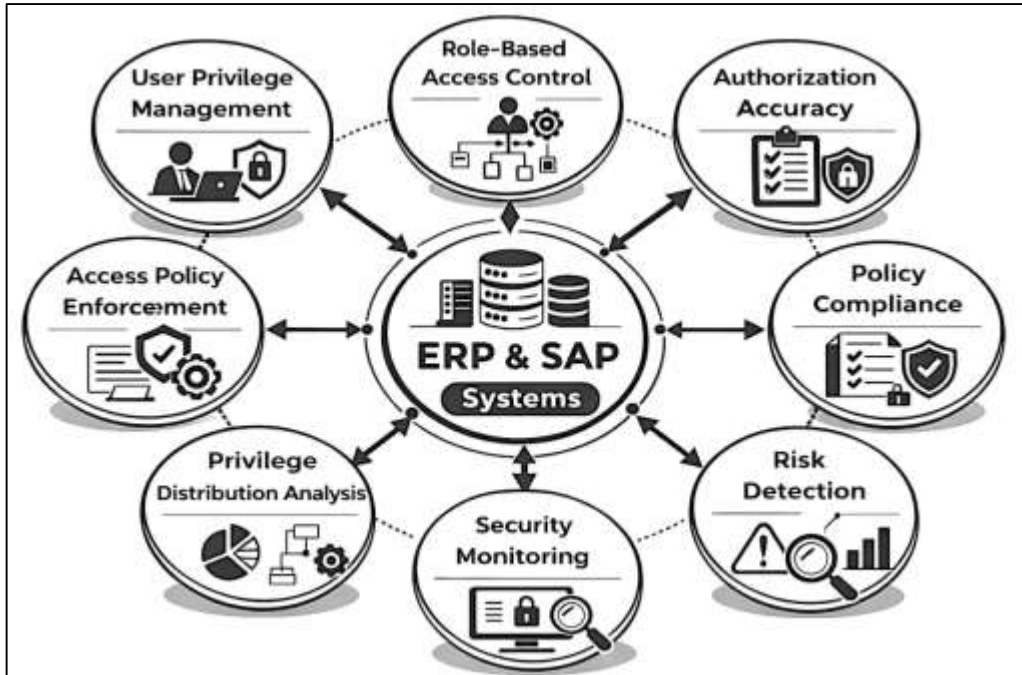 User Privilege
Management
Role-Based
Access Control
Authorization
Accuracy
Access Policy
Enforcement
ERP & SAP
Systems
Policy
Compliance
Privilege
Distribution Analysis
Security
Monitoring
Risk
Detection